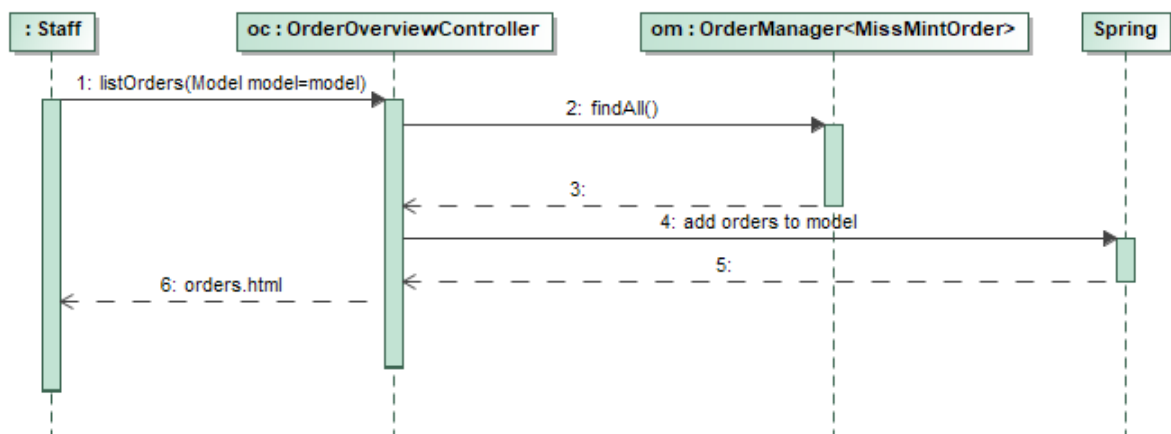 : Staff
oc : OrderOverviewController
om : OrderManager<MissMintOrder>
Spring
1: listOrders(Model model=model)
2: findAll()
3:
4: add orders to model
5:
6: orders.html